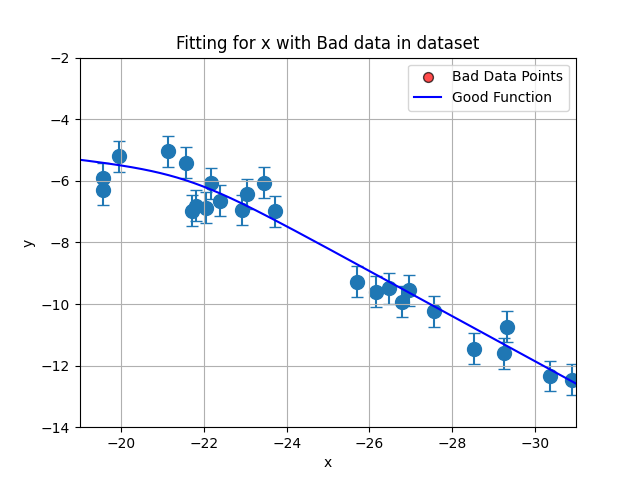 Fitting for x with Bad data in dataset
Bad Data Points
Good Function
−2
−4
−6
−8
−10
−12
−14
y
−20
−22
−24
−26
−28
−30
x